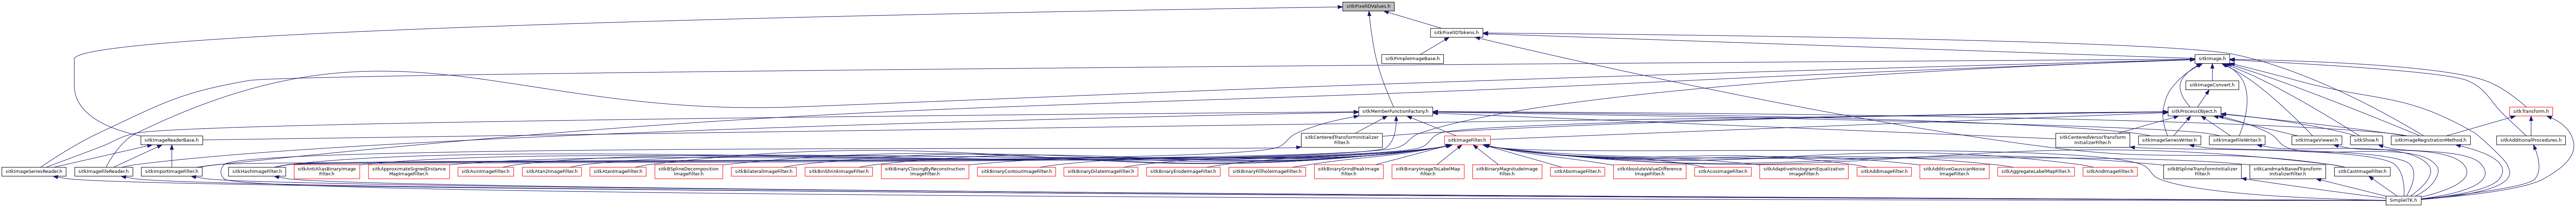 sitkPixelIDValues.h
sitkPixelIDTokens.h
sitkPimpleImageBase.h
sitkImage.h
sitkImageConvert.h
sitkMemberFunctionFactory.h
sitkProcessObject.h
sitkTransform.h
sitkImageReaderBase.h
sitkCenteredTransformInitializer
Filter.h
sitkImageFilter.h
sitkCenteredVersorTransform
InitializerFilter.h
sitkImageSeriesWriter.h
sitkImageFileWriter.h
sitkImageViewer.h
sitkShow.h
sitkImageRegistrationMethod.h
sitkAdditionalProcedures.h
sitkImageSeriesReader.h
sitkImageFileReader.h
sitkImportImageFilter.h
sitkHashImageFilter.h
sitkAntiAliasBinaryImage
Filter.h
sitkApproximateSignedDistance
MapImageFilter.h
sitkAsinImageFilter.h
sitkAtan2ImageFilter.h
sitkAtanImageFilter.h
sitkBSplineDecomposition
ImageFilter.h
sitkBilateralImageFilter.h
sitkBinShrinkImageFilter.h
sitkBinaryClosingByReconstruction
ImageFilter.h
sitkBinaryContourImageFilter.h
sitkBinaryDilateImageFilter.h
sitkBinaryErodeImageFilter.h
sitkBinaryFillholeImageFilter.h
sitkBinaryGrindPeakImage
Filter.h
sitkBinaryImageToLabelMap
Filter.h
sitkBinaryMagnitudeImage
Filter.h
sitkAbsImageFilter.h
sitkAbsoluteValueDifference
ImageFilter.h
sitkAcosImageFilter.h
sitkAdaptiveHistogramEqualization
ImageFilter.h
sitkAddImageFilter.h
sitkAdditiveGaussianNoise
ImageFilter.h
sitkAggregateLabelMapFilter.h
sitkAndImageFilter.h
sitkBSplineTransformInitializer
Filter.h
sitkLandmarkBasedTransform
InitializerFilter.h
sitkCastImageFilter.h
SimpleITK.h